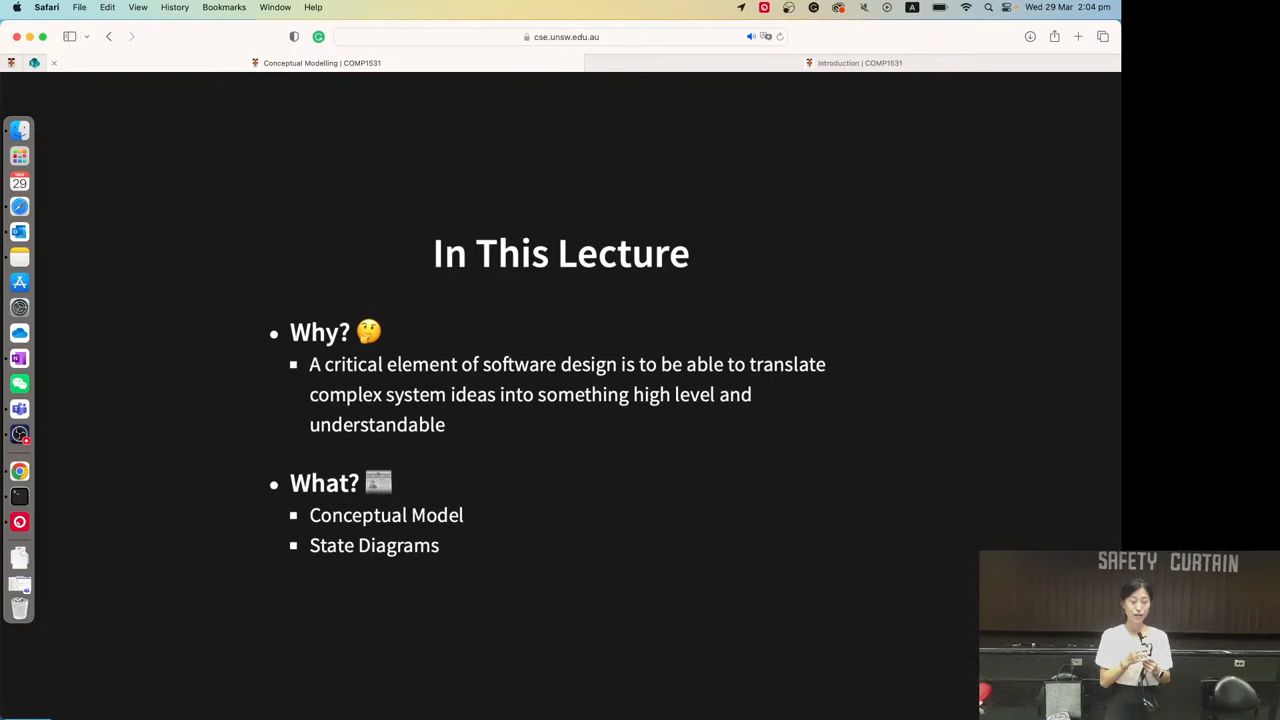 Safari File Edit View History Bookmarks Window Help
A
Wed 29 Mar 2:04 pm
cse.unsw.edu.au
Conceptual Modelling | COMP1531
Introduction | COMP1531
29
In This Lecture
• Why? 🤔
▪ A critical element of software design is to be able to translate
complex system ideas into something high level and
understandable
• What? 📰
▪ Conceptual Model
▪ State Diagrams
SAFETY CURTAIN